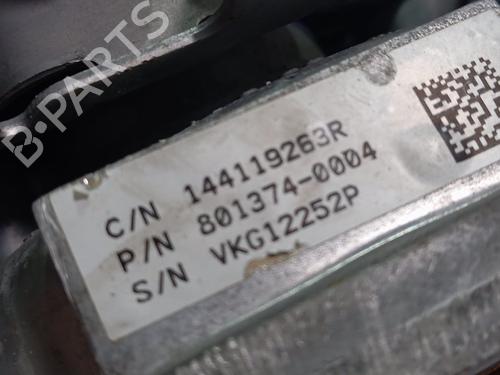 B-PARTS
C/N 144119263R
P/N 801374-0004
S/N VKG12252P